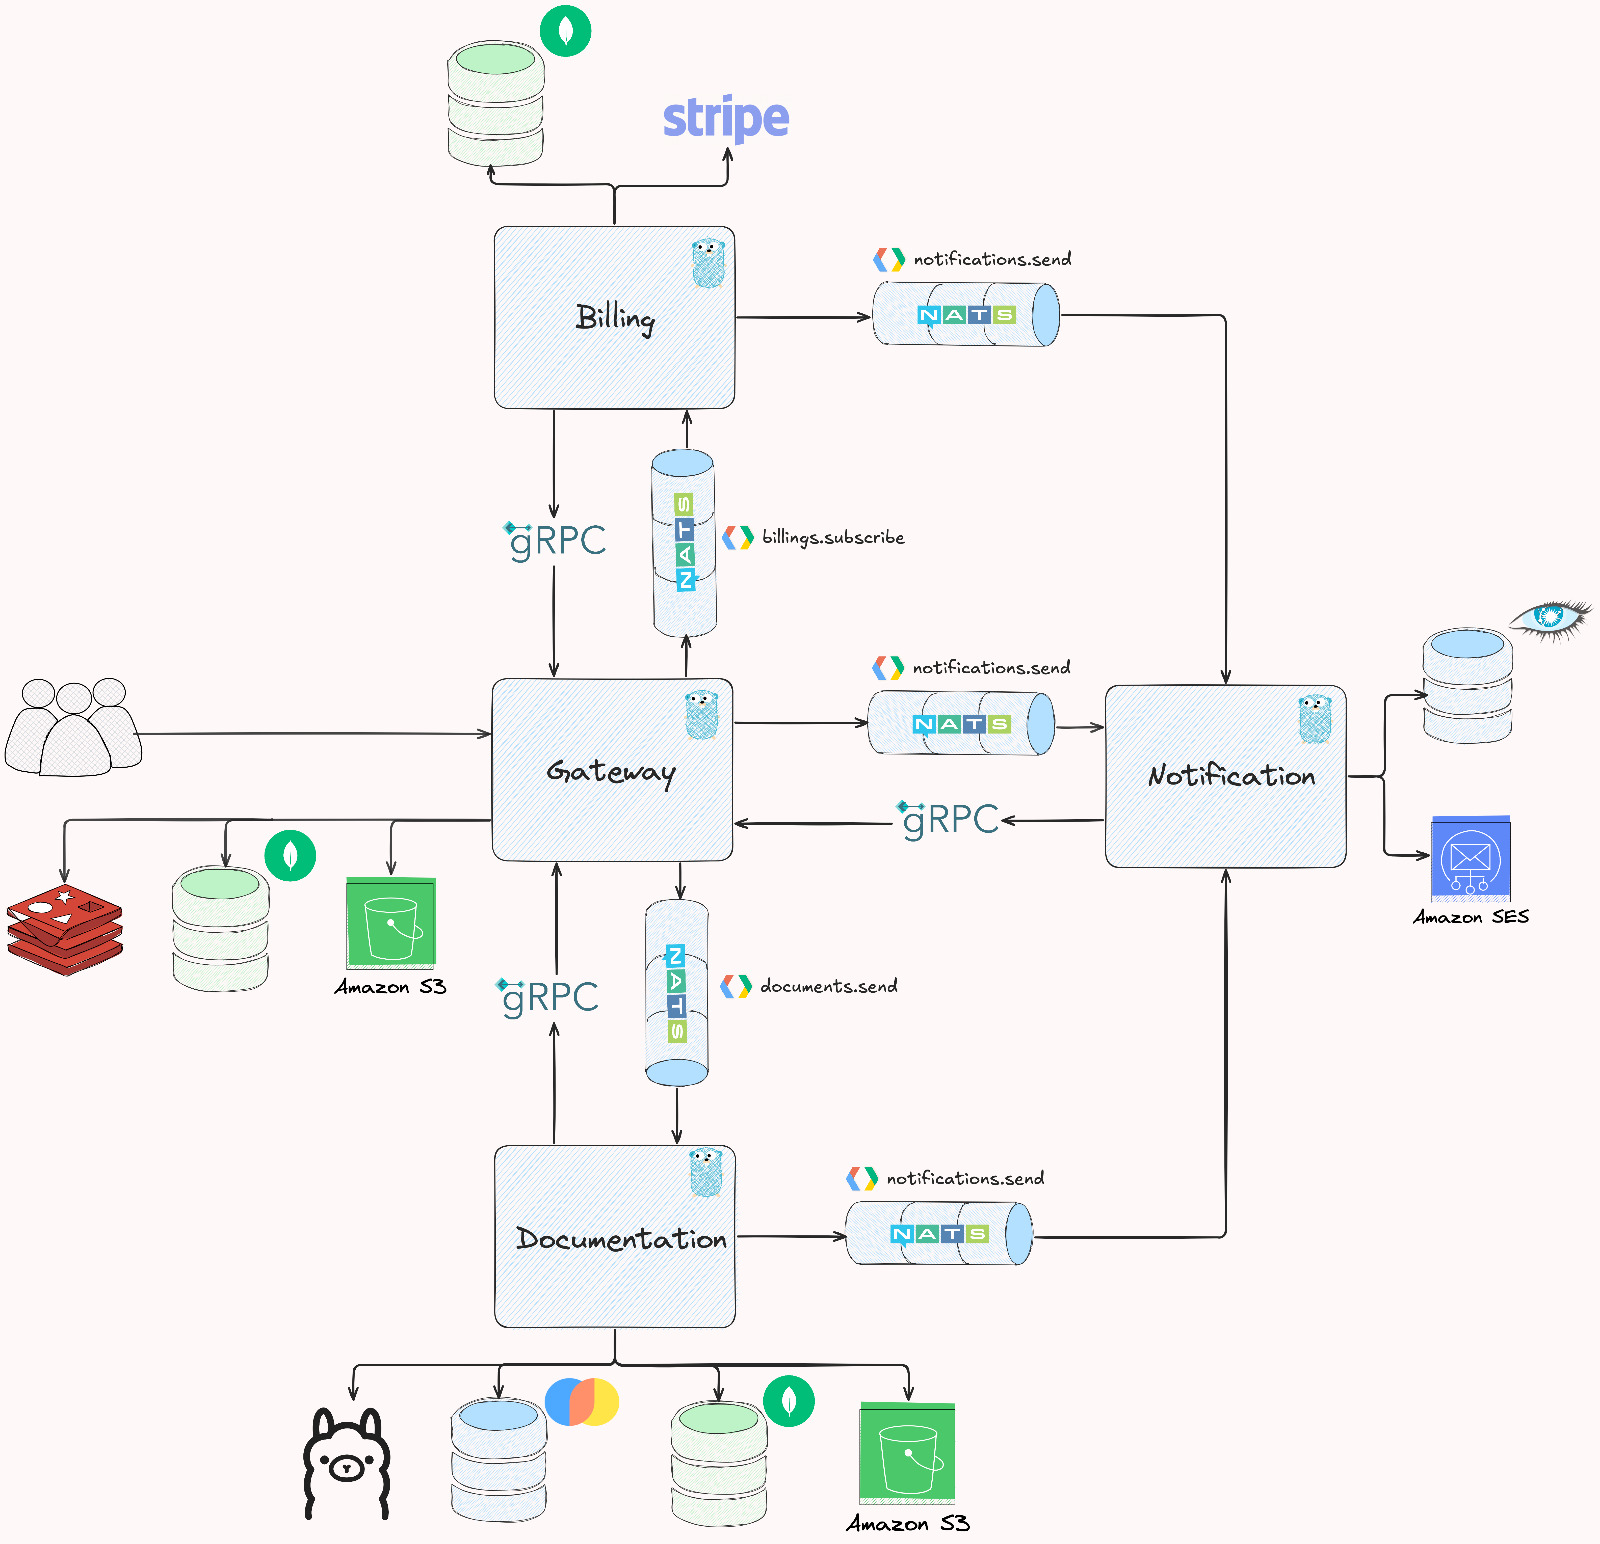 stripe
notifications.send
NATS
Billing
NATS
gRPC
billings.subscribe
notifications.send
NATS
Gateway
Notification
gRPC
Amazon SES
NATS
Amazon S3
gRPC
documents.send
notifications.send
NATS
Documentation
Amazon S3